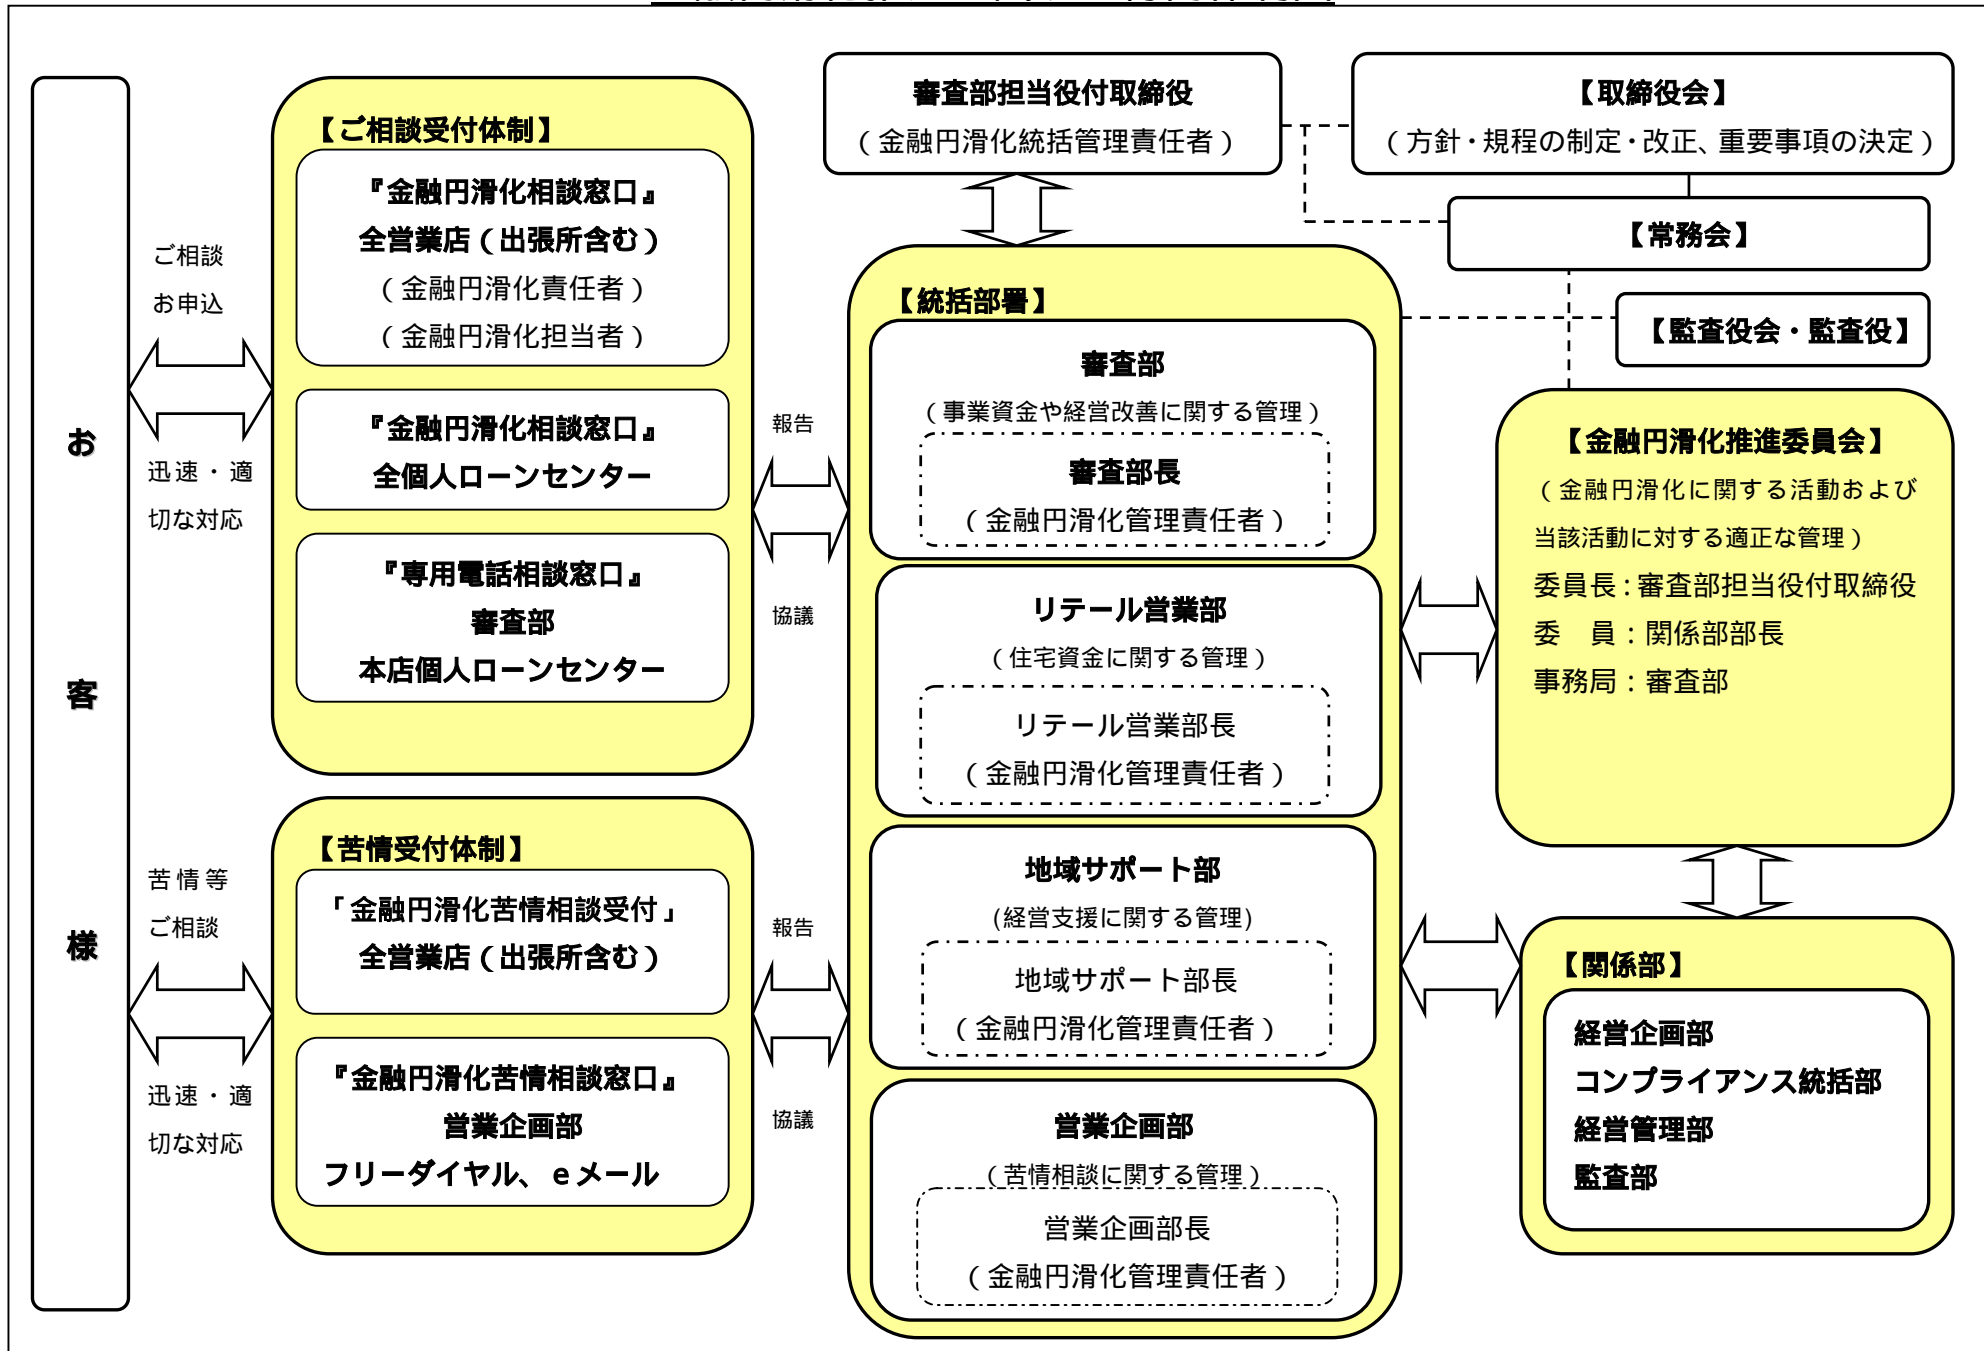 お
客
様
ご相談
お申込
迅速・適
切な対応
苦情等
ご相談
迅速・適
切な対応
【ご相談受付体制】
『金融円滑化相談窓口』
全営業店（出張所含む）
（金融円滑化責任者）
（金融円滑化担当者）
『金融円滑化相談窓口』
全個人ローンセンター
『専用電話相談窓口』
審査部
本店個人ローンセンター
【苦情受付体制】
「金融円滑化苦情相談受付」
全営業店（出張所含む）
『金融円滑化苦情相談窓口』
営業企画部
フリーダイヤル、eメール
報告
協議
報告
協議
審査部担当役付取締役
（金融円滑化統括管理責任者）
【統括部署】
審査部
（事業資金や経営改善に関する管理）
審査部長
（金融円滑化管理責任者）
リテール営業部
（住宅資金に関する管理）
リテール営業部長
（金融円滑化管理責任者）
地域サポート部
(経営支援に関する管理)
地域サポート部長
（金融円滑化管理責任者）
営業企画部
（苦情相談に関する管理）
営業企画部長
（金融円滑化管理責任者）
【取締役会】
（方針・規程の制定・改正、重要事項の決定）
【常務会】
【監査役会・監査役】
【金融円滑化推進委員会】
（金融円滑化に関する活動および
当該活動に対する適正な管理）
委員長：審査部担当役付取締役
委　員：関係部部長
事務局：審査部
【関係部】
経営企画部
コンプライアンス統括部
経営管理部
監査部